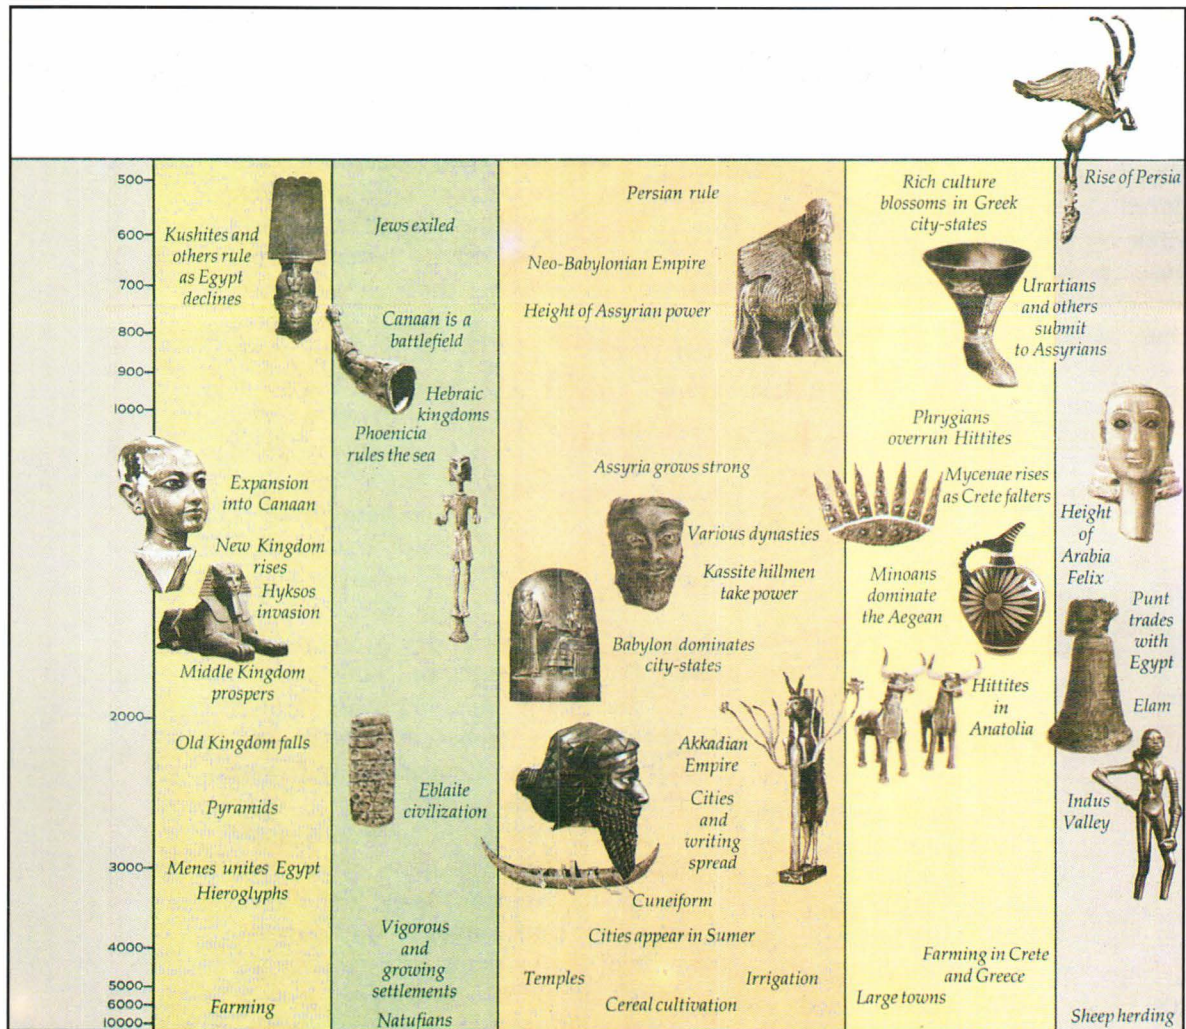 500
600
700
800
900
1000
2000
3000
4000
5000
6000
10000
Kushites and
others rule
as Egypt
declines
Expansion
into Canaan
New Kingdom
rises
Hyksos
invasion
Middle Kingdom
prospers
Old Kingdom falls
Pyramids
Menes unites Egypt
Hieroglyphs
Farming
Jews exiled
Canaan is a
battlefield
Hebraic
kingdoms
Phoenicia
rules the sea
Eblaite
civilization
Vigorous
and
growing
settlements
Natufians
Persian rule
Neo-Babylonian Empire
Height of Assyrian power
Assyria grows strong
Various dynasties
Kassite hillmen
take power
Babylon dominates
city-states
Akkadian
Empire
Cities
and
writing
spread
Cuneiform
Cities appear in Sumer
Temples
Irrigation
Cereal cultivation
Rich culture
blossoms in Greek
city-states
Urartians
and others
submit
to Assyrians
Phrygians
overrun Hittites
Mycenae rises
as Crete falters
Minoans
dominate
the Aegean
Hittites
in
Anatolia
Farming in Crete
and Greece
Large towns
Rise of Persia
Height
of
Arabia
Felix
Punt
trades
with
Egypt
Elam
Indus
Valley
Sheep herding